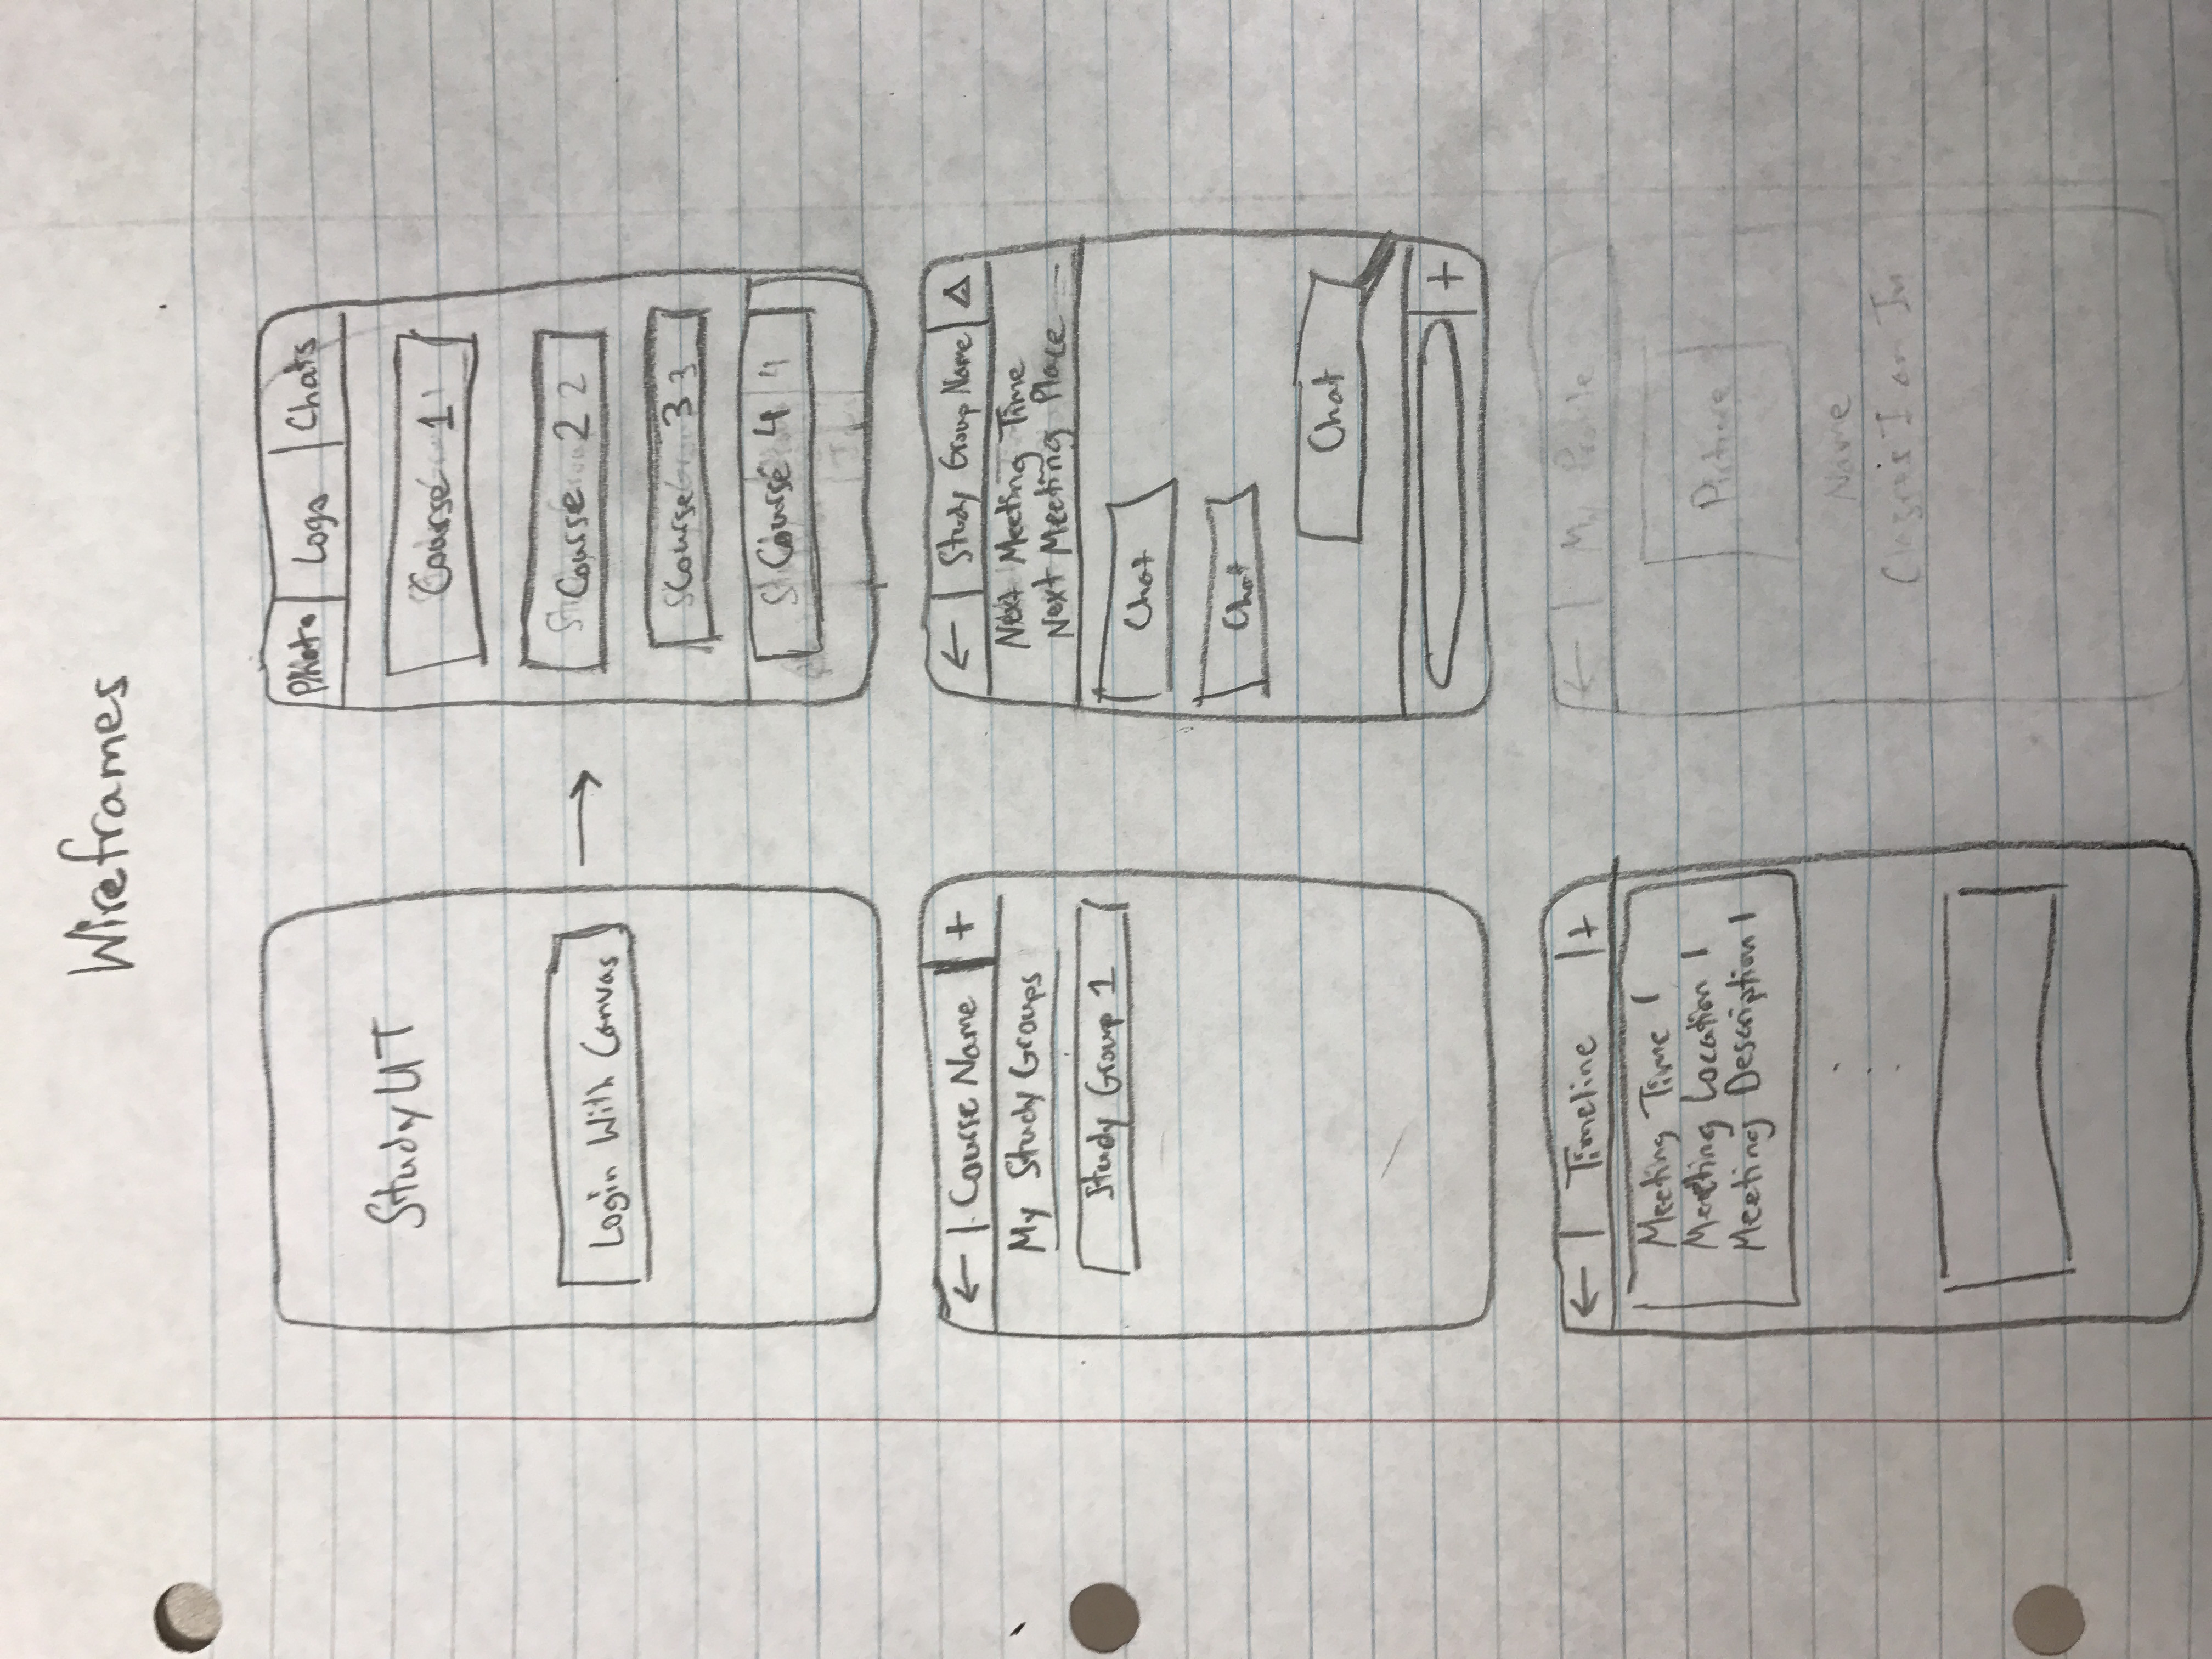 Wireframes
StudyUT
Login With Canvas
Photo Logo Chats
Course 1
Course 2
Course 3
Course 4
← Course Name +
My Study Groups
Study Group 1
← Study Group Name
Next Meeting Time
Next Meeting Place
Chat
Chat
Chat
+
← Timeline +
Meeting Time 1
Meeting Location 1
Meeting Description 1
← My Profile
Picture
Name
Classes I am In